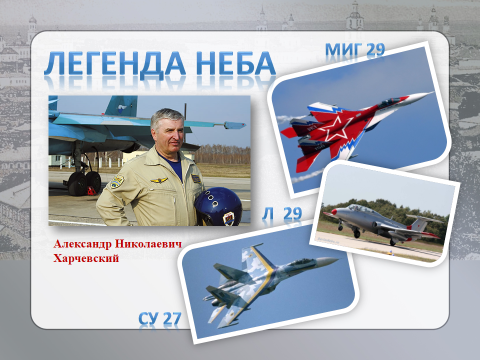 ЛЕГЕНДА НЕБА
МИГ 29
Л 29
Александр Николаевич
Харчевский
СУ 27